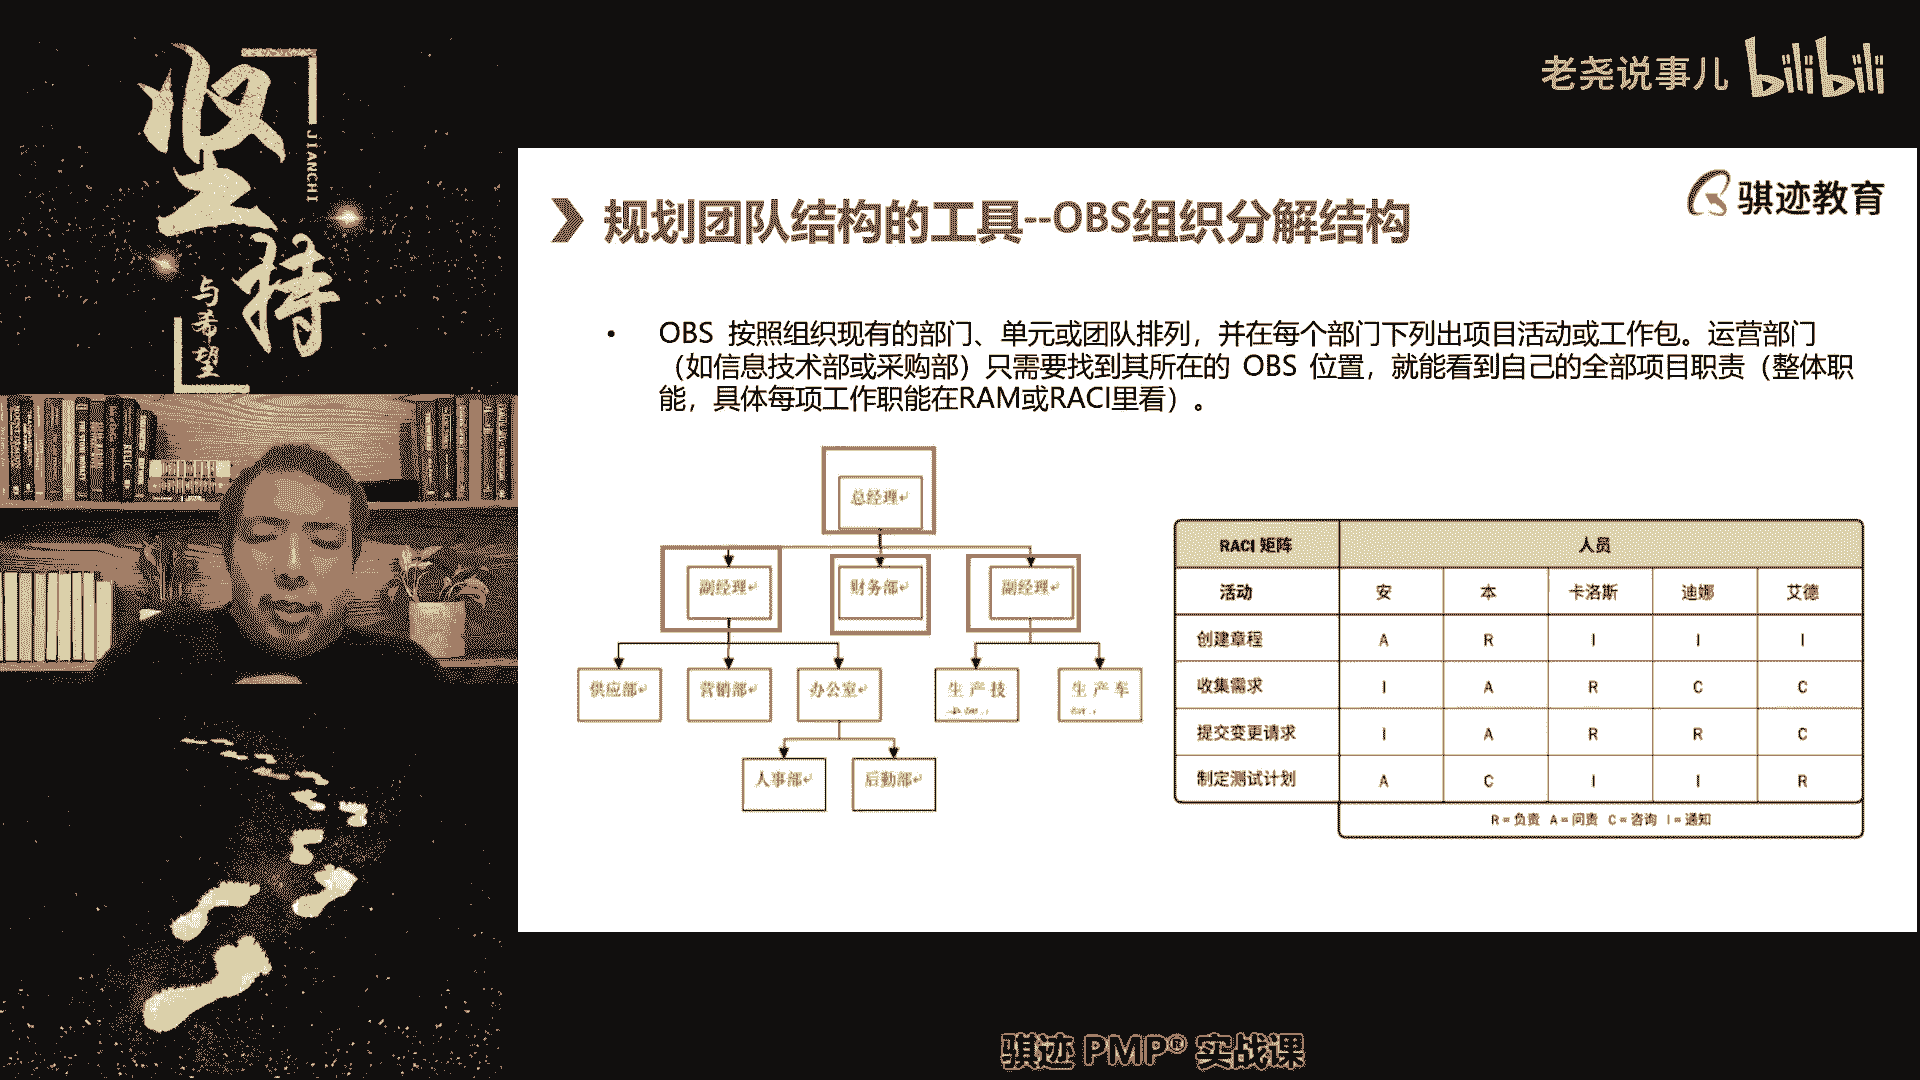 坚持
JIANCHI
与希望
老尧说事儿 bilibili
骐迹教育
规划团队结构的工具--OBS组织分解结构
• OBS 按照组织现有的部门、单元或团队排列，并在每个部门下列出项目活动或工作包。运营部门
（如信息技术部或采购部）只需要找到其所在的 OBS 位置，就能看到自己的全部项目职责（整体职
能，具体每项工作职能在RAM或RACI里看）。
总经理↵
副经理↵ 财务部↵ 副经理↵
供应部↵ 营销部↵ 办公室↵ 生产技 生产车
人事部↵ 后勤部↵
RACI 矩阵 人员
活动 安 本 卡洛斯 迪娜 艾德
创建章程 A R I I I
收集需求 I A R C C
提交变更请求 I A R R C
制定测试计划 A C I I R
R = 负责 A = 问责 C = 咨询 I = 通知
骐迹 PMP® 实战课